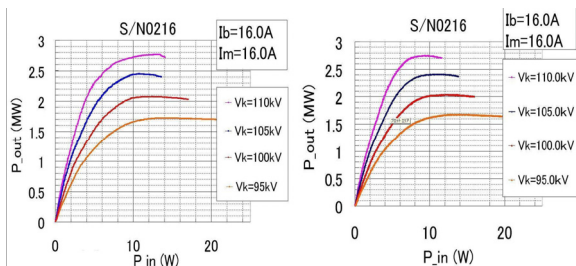 S/N0216
Ib=16.0A
Im=16.0A
P_out (MW)
3
2.5
2
1.5
1
0.5
0
0
10
20
P_in (W)
Vk=110kV
Vk=105kV
Vk=100kV
Vk=95kV
S/N0216
Ib=16.0A
Im=16.0A
P_out (MW)
3
2.5
2
1.5
1
0.5
0
0
10
20
P_in (W)
Vk=110.0kV
Vk=105.0kV
Vk=100.0kV
Vk=95.0kV